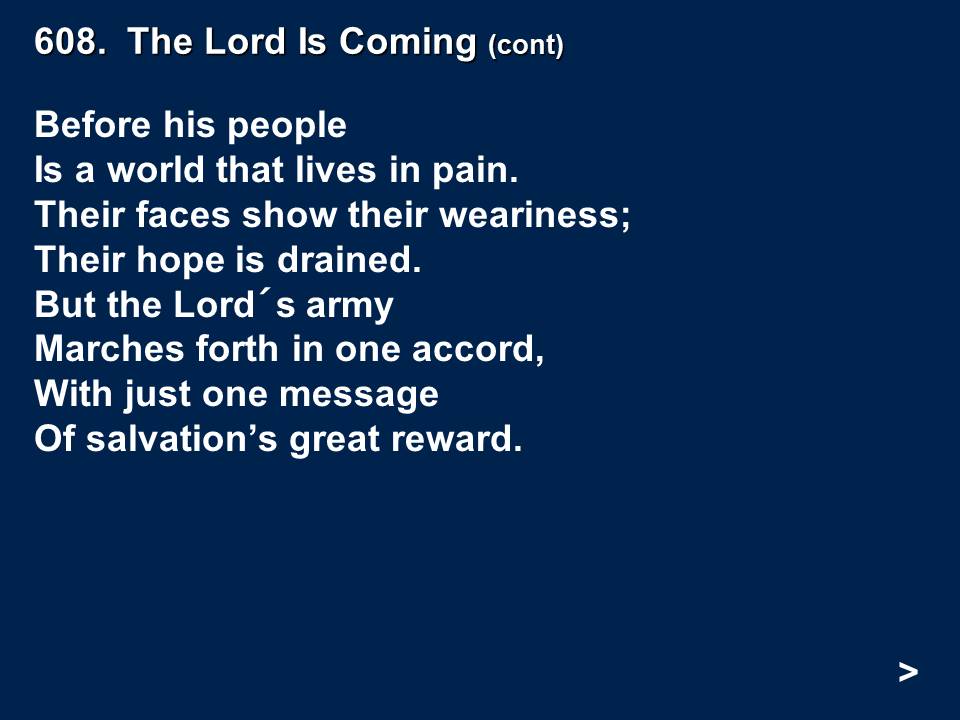 608.  The Lord Is Coming (cont)
Before his people
Is a world that lives in pain.
Their faces show their weariness;
Their hope is drained.
But the Lord´s army
Marches forth in one accord,
With just one message
Of salvation’s great reward.
>